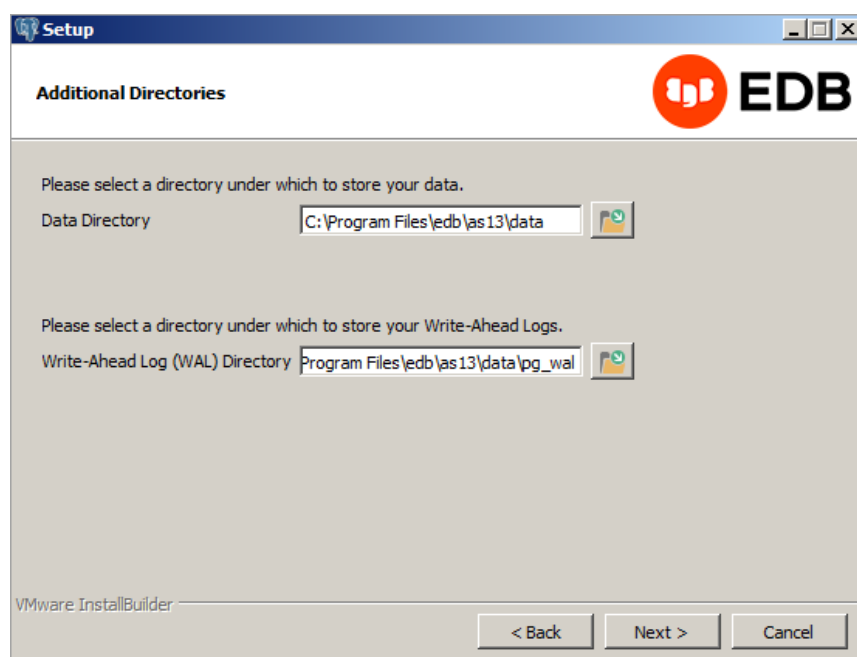 Setup
Additional Directories
EDB
Please select a directory under which to store your data.
Data Directory C:\Program Files\edb\as13\data
Please select a directory under which to store your Write-Ahead Logs.
Write-Ahead Log (WAL) Directory Program Files\edb\as13\data\pg_wal
VMware InstallBuilder
< Back Next > Cancel